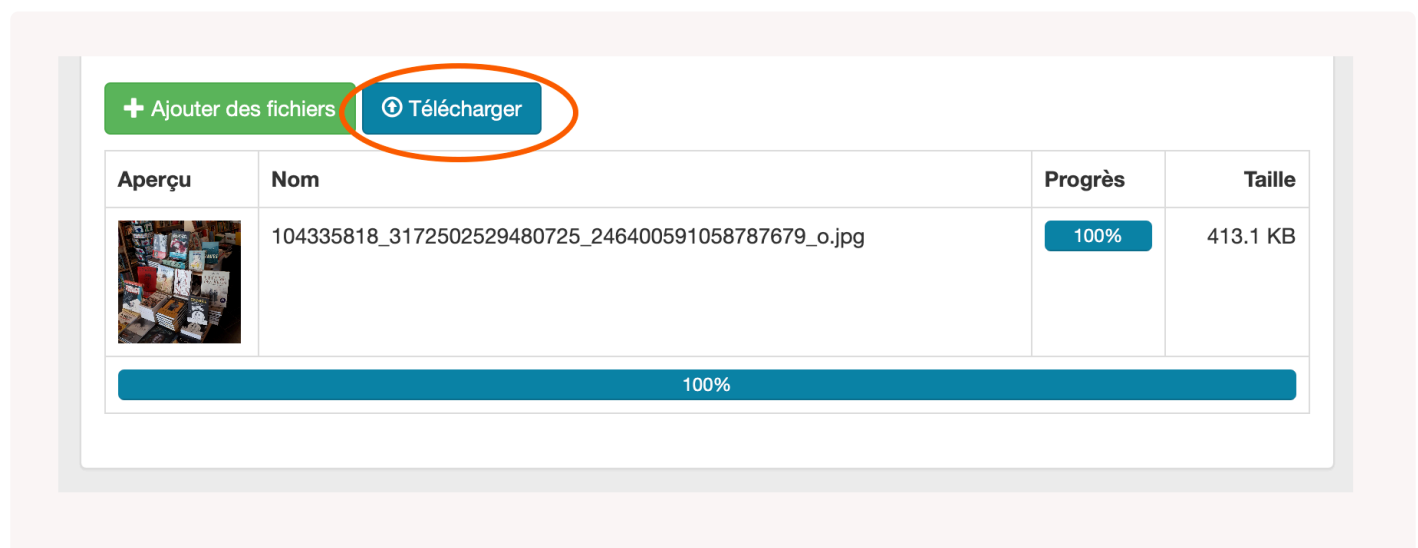 Ajouter des fichiers Télécharger
Aperçu Nom Progrès Taille
104335818_3172502529480725_246400591058787679_o.jpg 100% 413.1 KB
100%